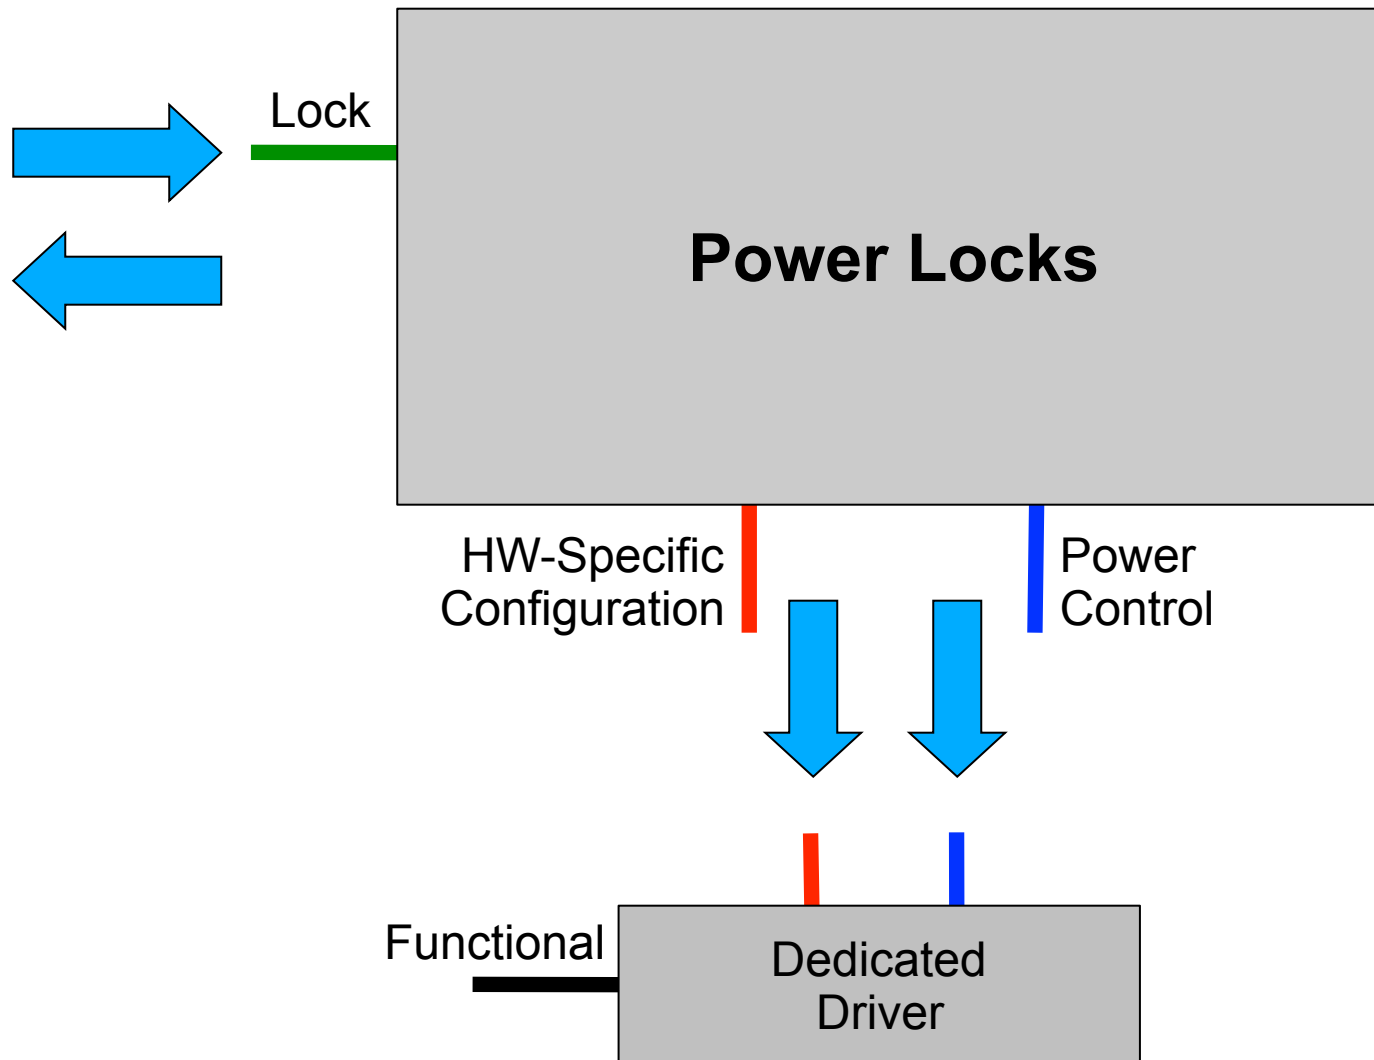 Lock
Power Locks
HW-Specific
Configuration
Power
Control
Functional
Dedicated
Driver